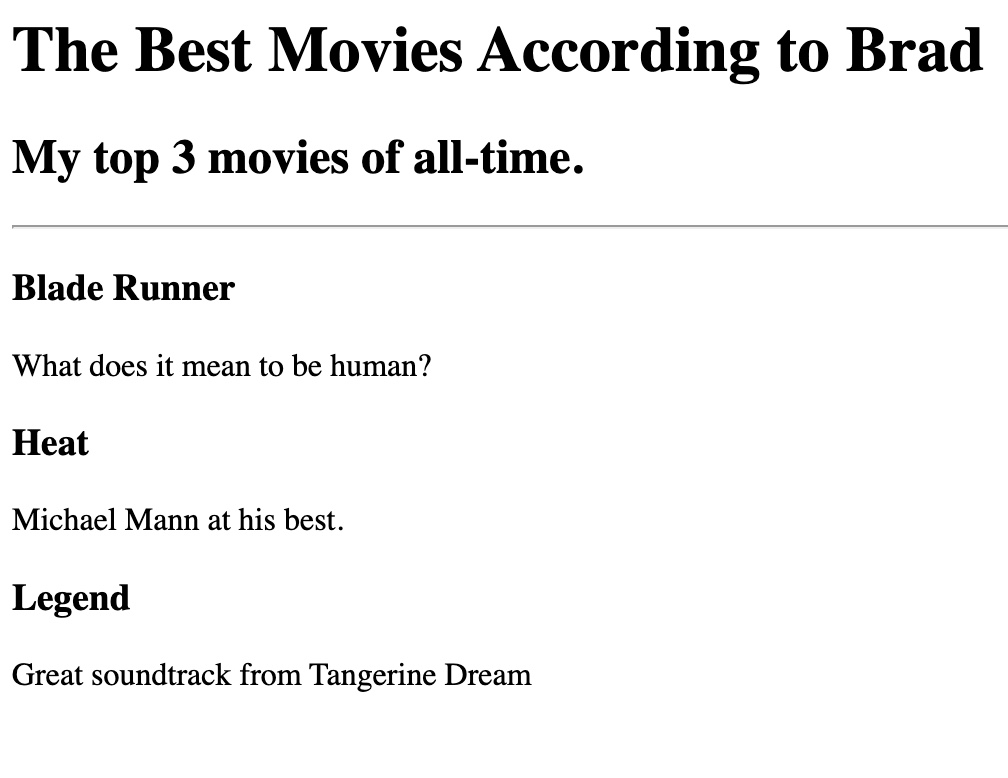 The Best Movies According to Brad
My top 3 movies of all-time.
Blade Runner
What does it mean to be human?
Heat
Michael Mann at his best.
Legend
Great soundtrack from Tangerine Dream